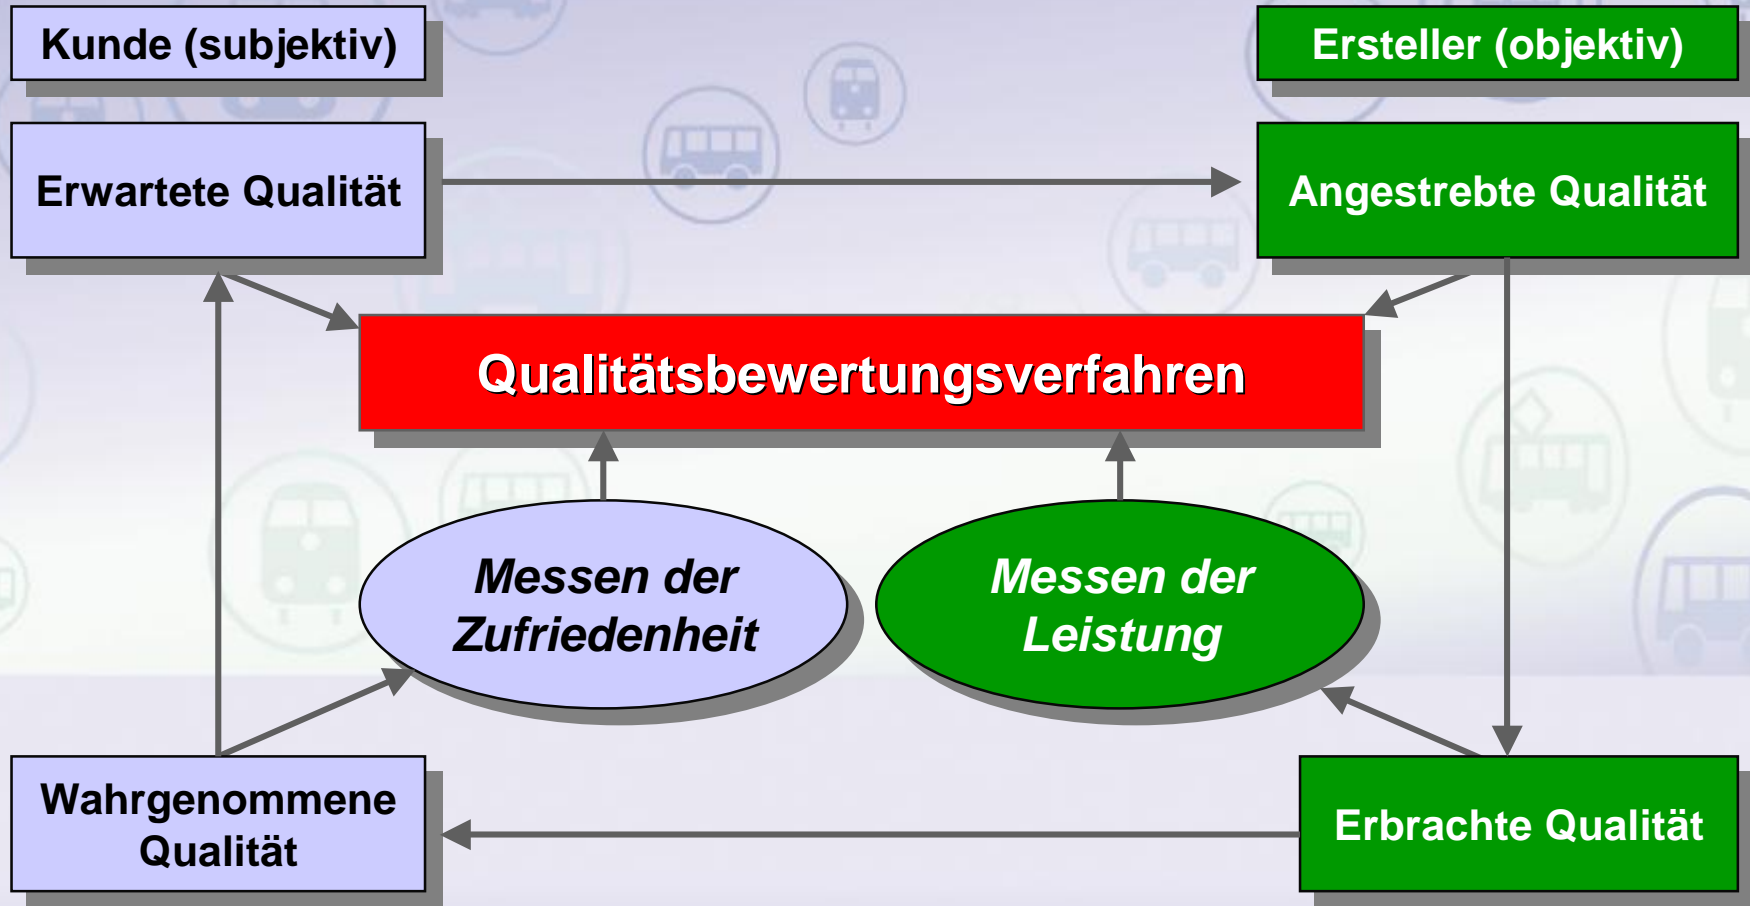 Kunde (subjektiv)
Ersteller (objektiv)
Erwartete Qualität
Angestrebte Qualität
Qualitätsbewertungsverfahren
Messen der
Zufriedenheit
Messen der
Leistung
Wahrgenommene
Qualität
Erbrachte Qualität